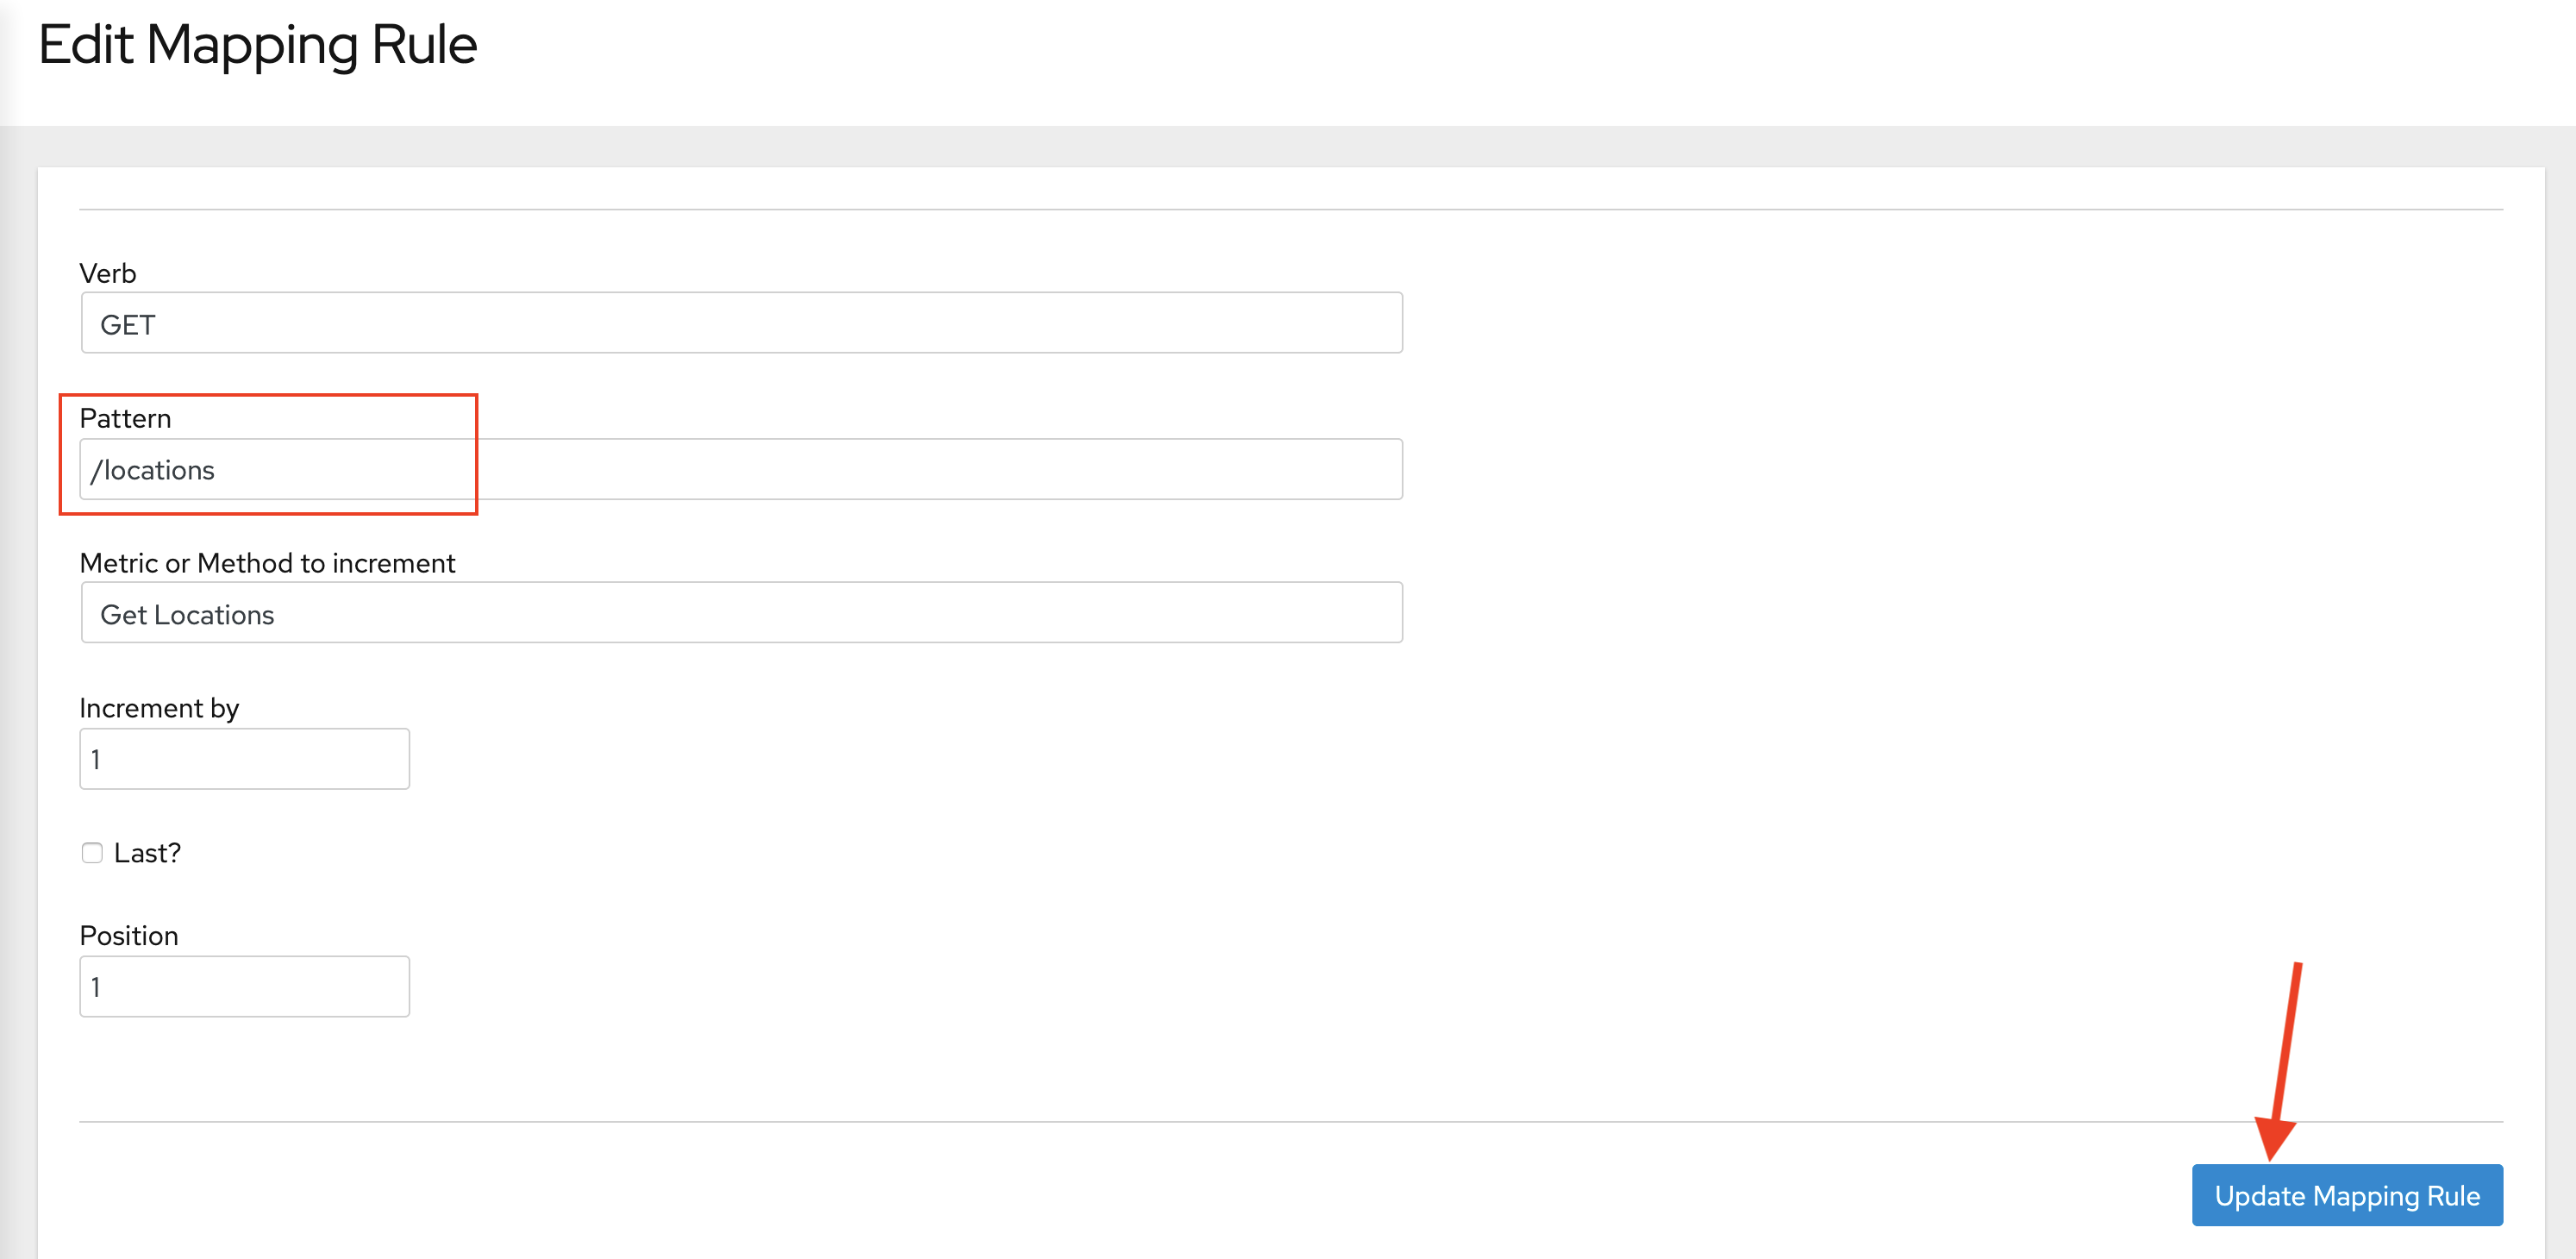 Edit Mapping Rule
Verb
GET
Pattern
/locations
Metric or Method to increment
Get Locations
Increment by
1
Last?
Position
1
Update Mapping Rule